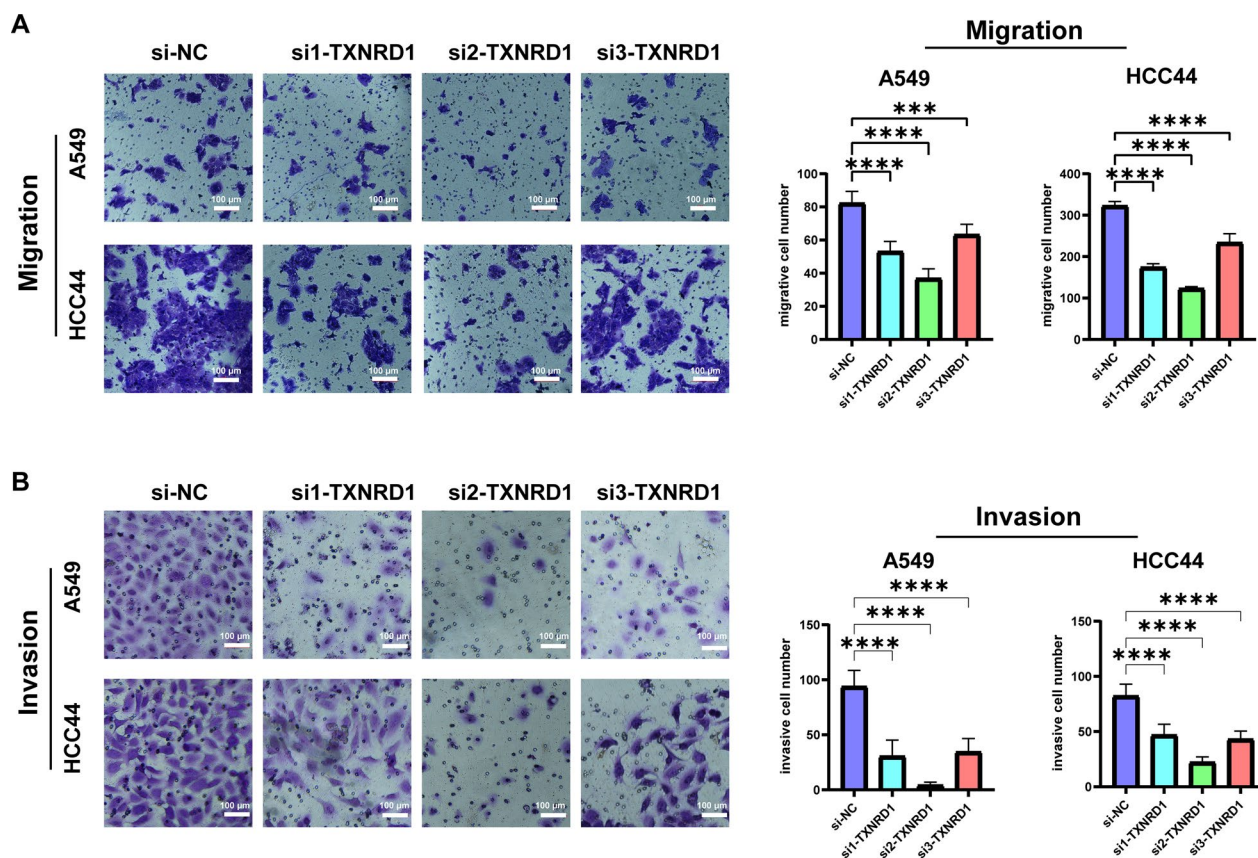 A
si-NC si1-TXNRD1 si2-TXNRD1 si3-TXNRD1
Migration
A549
100 µm 100 µm 100 µm 100 µm
HCC44
100 µm 100 µm 100 µm 100 µm
Migration
A549
****
****
***
migrative cell number
100
80
60
40
20
0
si-NC si1-TXNRD1 si2-TXNRD1 si3-TXNRD1
HCC44
****
****
****
migrative cell number
400
300
200
100
0
si-NC si1-TXNRD1 si2-TXNRD1 si3-TXNRD1
B
si-NC si1-TXNRD1 si2-TXNRD1 si3-TXNRD1
Invasion
A549
100 µm 100 µm 100 µm 100 µm
HCC44
100 µm 100 µm 100 µm 100 µm
Invasion
A549
****
****
****
invasive cell number
150
100
50
0
si-NC si1-TXNRD1 si2-TXNRD1 si3-TXNRD1
HCC44
****
****
****
invasive cell number
150
100
50
0
si-NC si1-TXNRD1 si2-TXNRD1 si3-TXNRD1